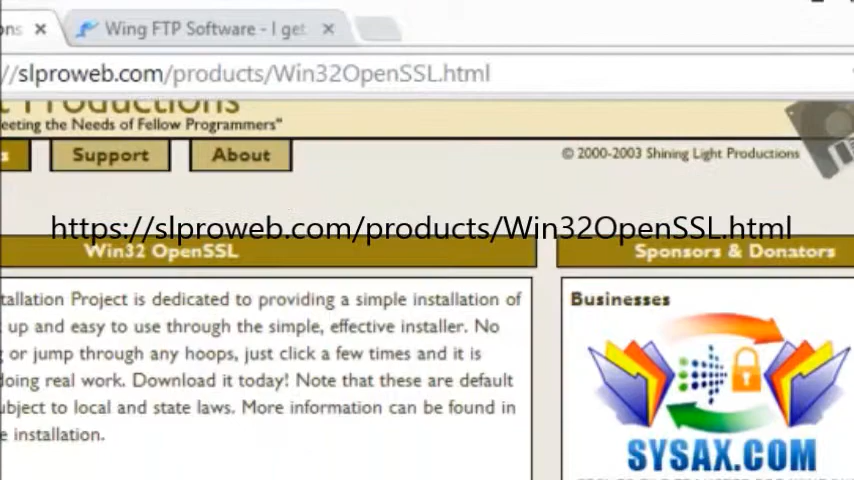 ons
Wing FTP Software - I get
//slproweb.com/products/Win32OpenSSL.html
t Productions
eeting the Needs of Fellow Programmers"
s
Support
About
© 2000-2003 Shining Light Productions
https://slproweb.com/products/Win32OpenSSL.html
Win32 OpenSSL
Sponsors & Donators
tallation Project is dedicated to providing a simple installation of
up and easy to use through the simple, effective installer. No
g or jump through any hoops, just click a few times and it is
doing real work. Download it today! Note that these are default
ubject to local and state laws. More information can be found in
e installation.
Businesses
SYSAX.COM